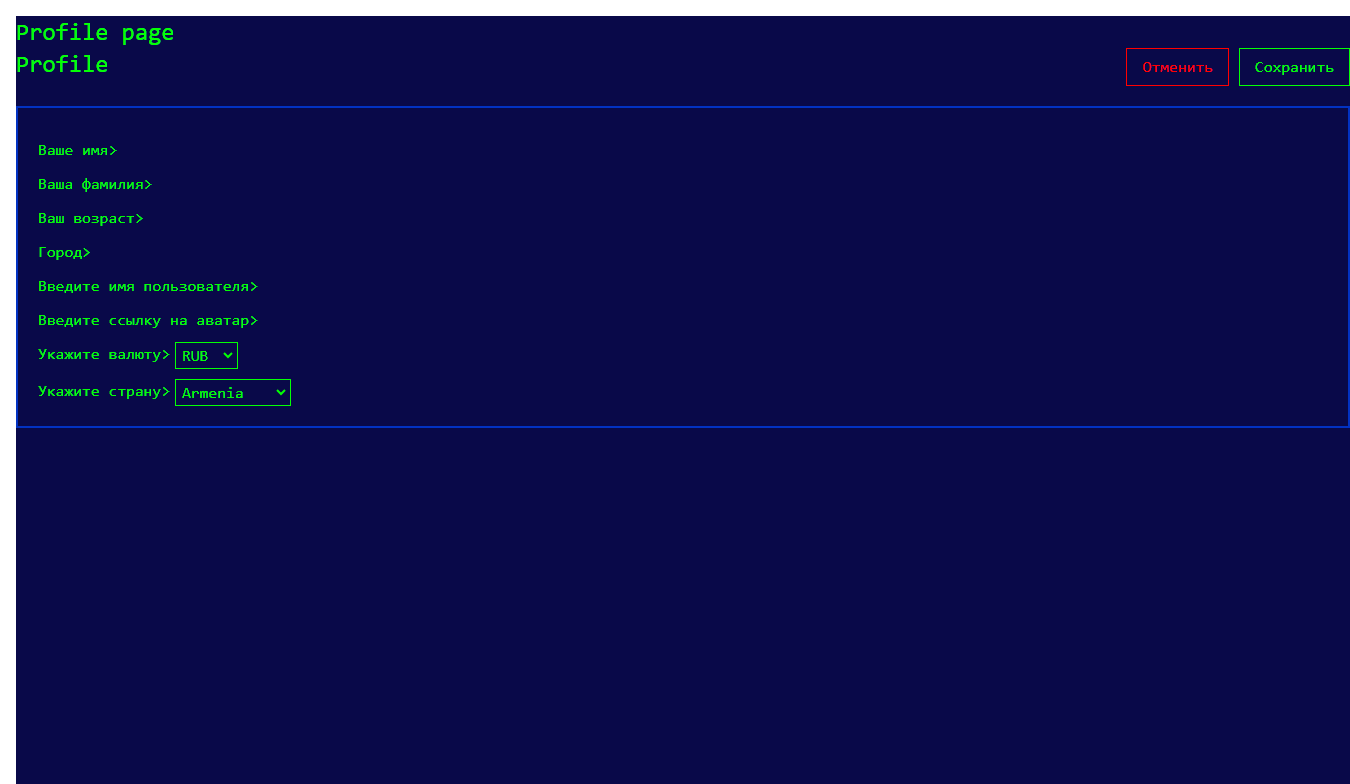 Profile page
Profile
Отменить Сохранить
Ваше имя>
Ваша фамилия>
Ваш возраст>
Город>
Введите имя пользователя>
Введите ссылку на аватар>
Укажите валюту> RUB
Укажите страну> Armenia